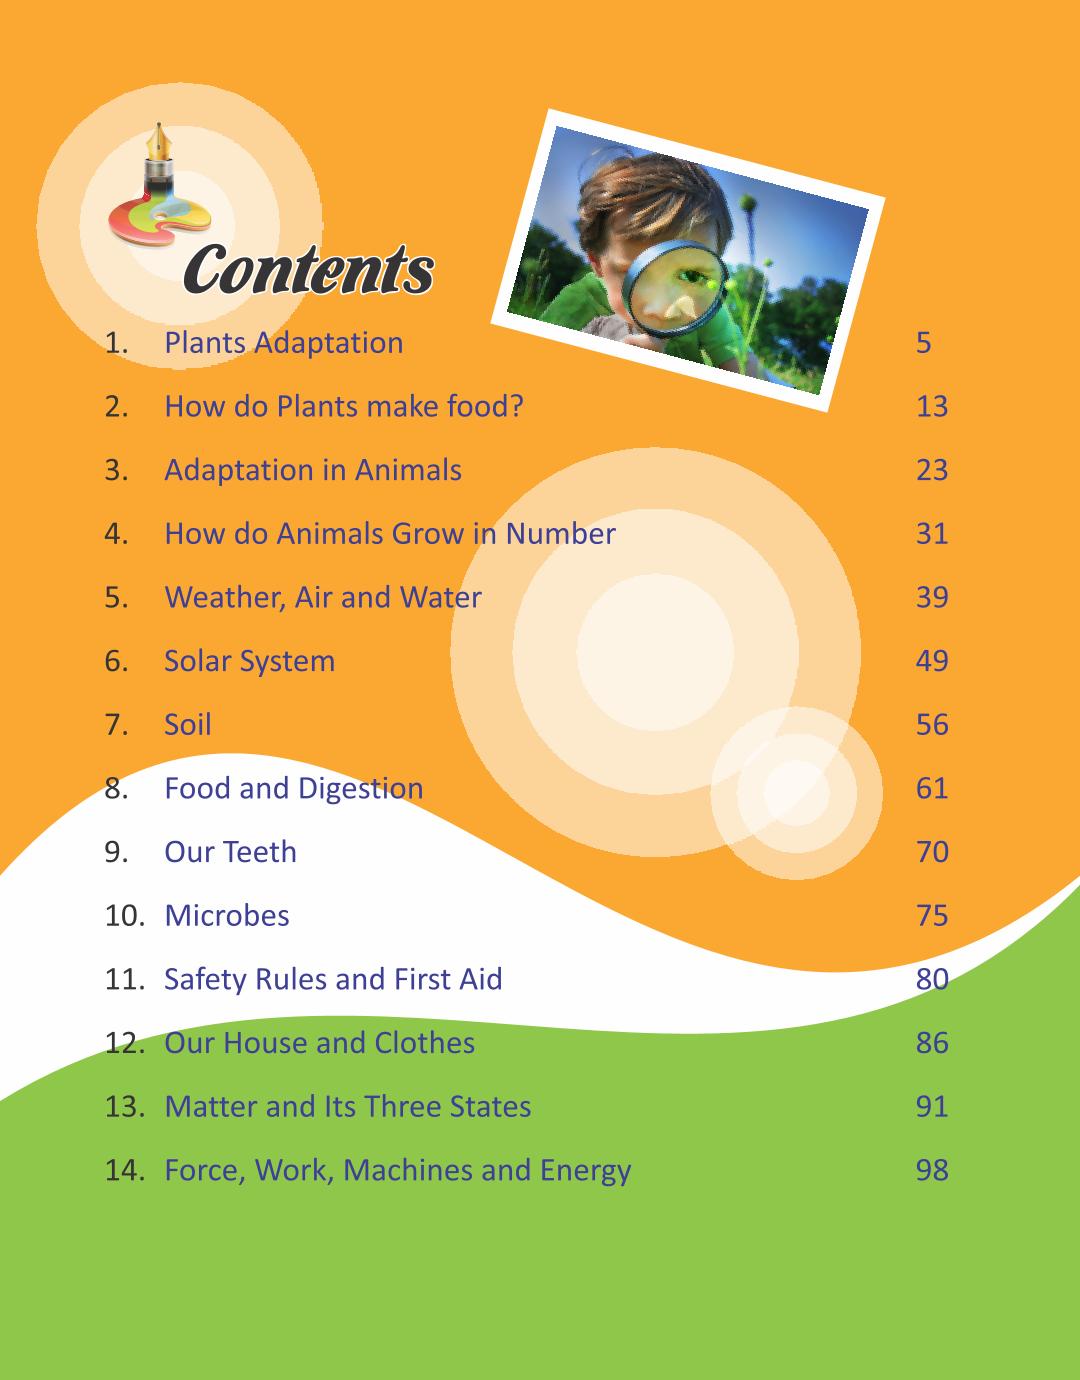 Contents
1. Plants Adaptation 5
2. How do Plants make food? 13
3. Adaptation in Animals 23
4. How do Animals Grow in Number 31
5. Weather, Air and Water 39
6. Solar System 49
7. Soil 56
8. Food and Digestion 61
9. Our Teeth 70
10. Microbes 75
11. Safety Rules and First Aid 80
12. Our House and Clothes 86
13. Matter and Its Three States 91
14. Force, Work, Machines and Energy 98